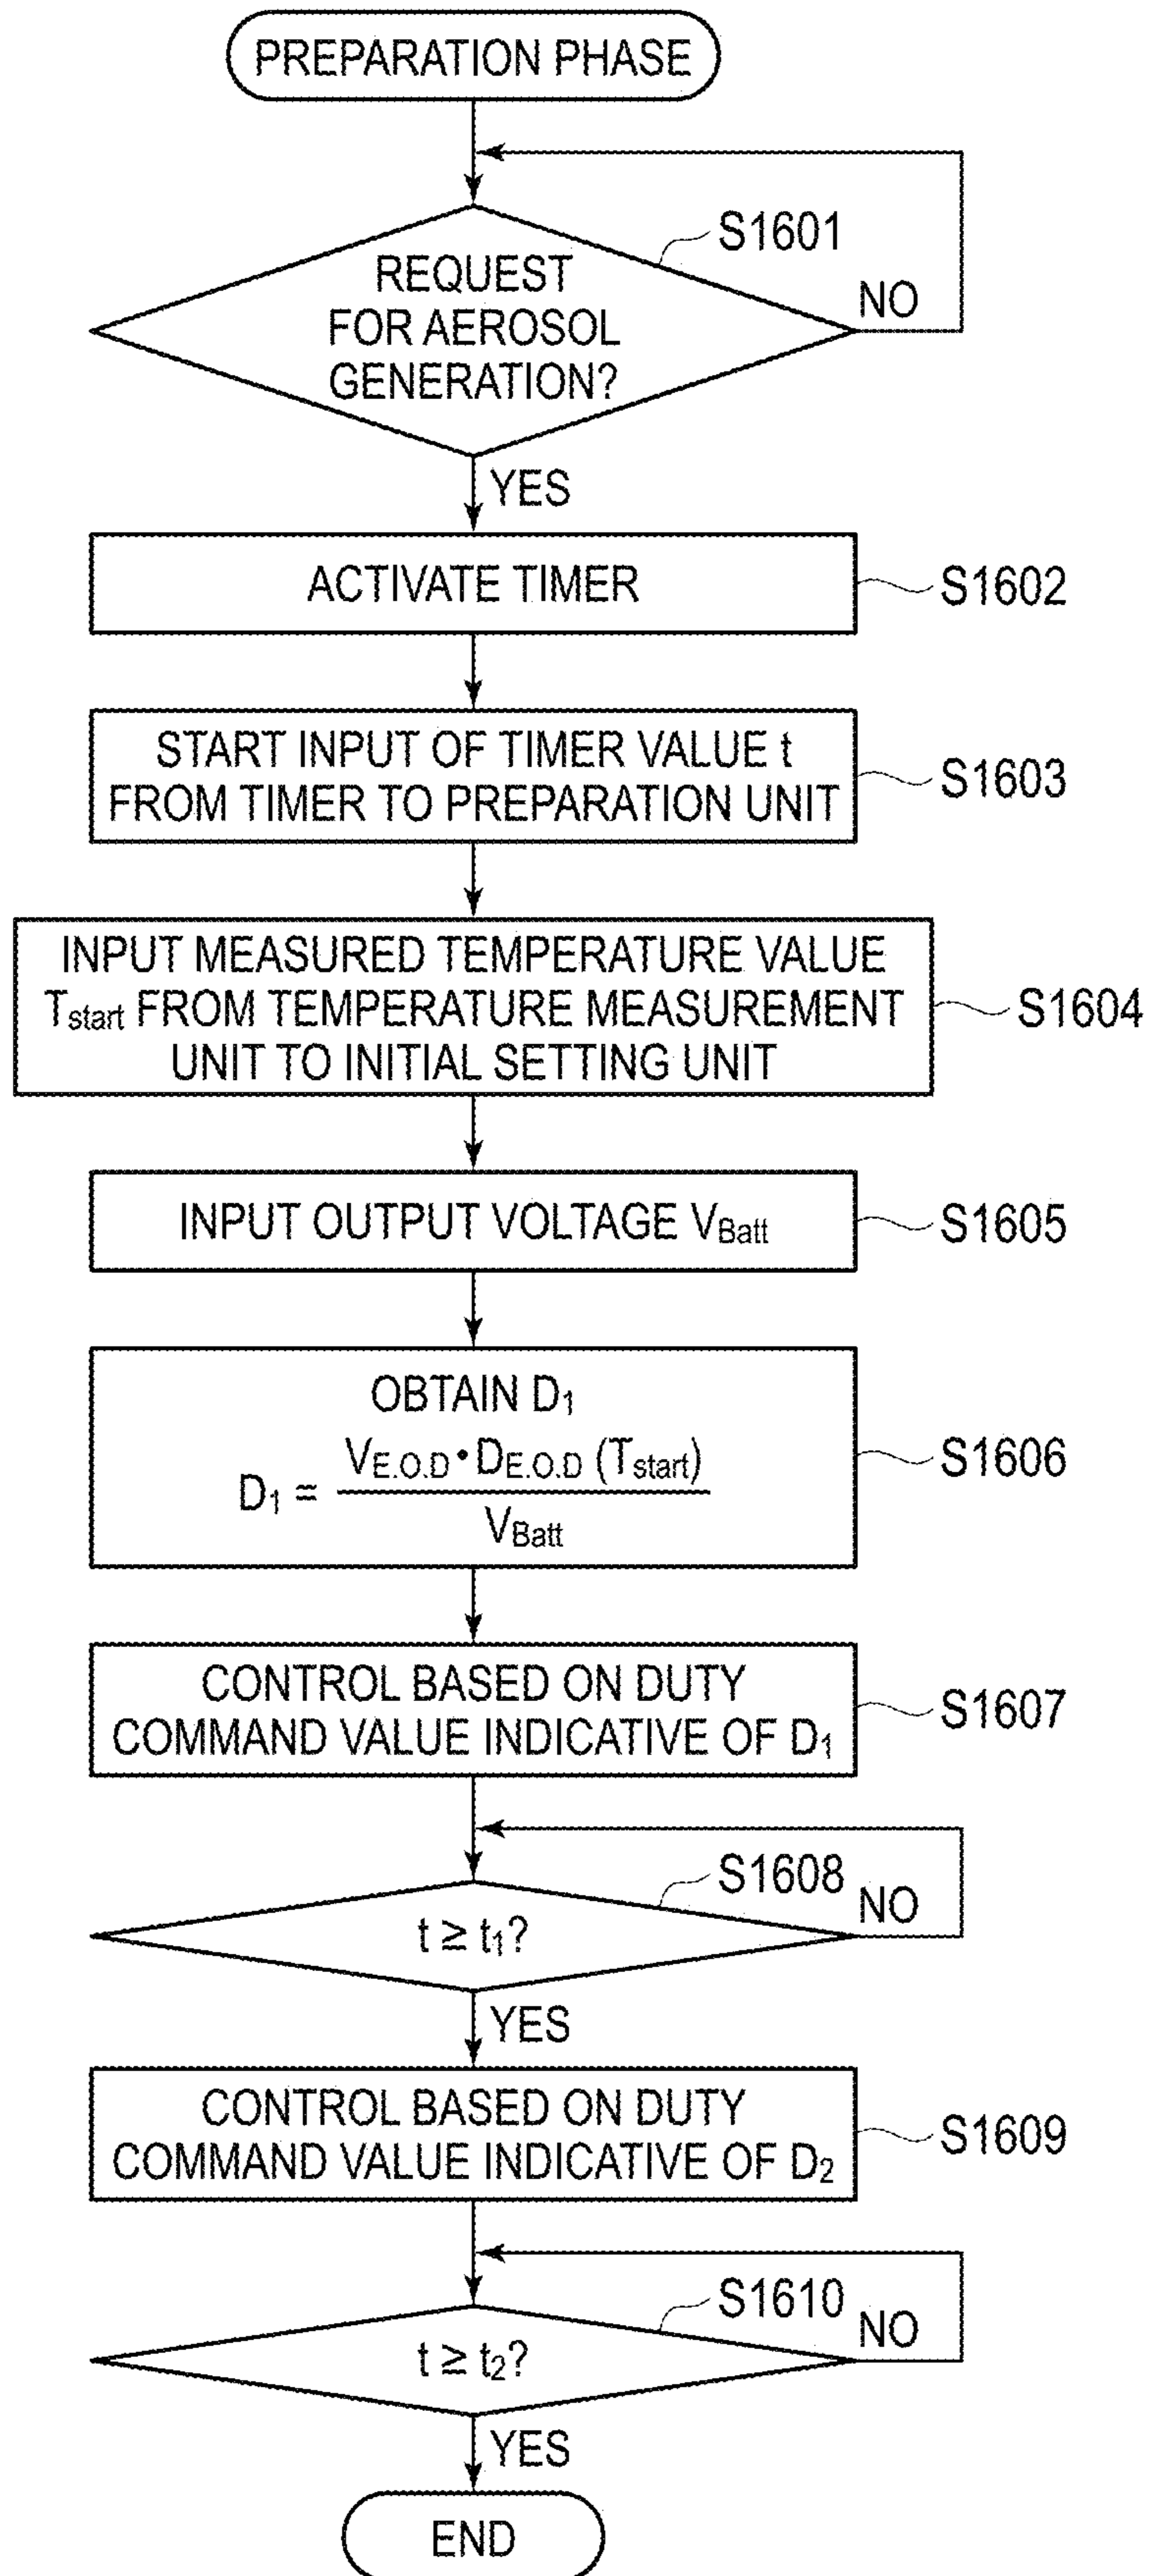 PREPARATION PHASE
S1601
REQUEST
FOR AEROSOL
GENERATION?
NO
YES
ACTIVATE TIMER
S1602
START INPUT OF TIMER VALUE t
FROM TIMER TO PREPARATION UNIT
S1603
INPUT MEASURED TEMPERATURE VALUE
Tstart FROM TEMPERATURE MEASUREMENT
UNIT TO INITIAL SETTING UNIT
S1604
INPUT OUTPUT VOLTAGE VBatt
S1605
OBTAIN D1
D1 = VE.O.D•DE.O.D (Tstart)
VBatt
S1606
CONTROL BASED ON DUTY
COMMAND VALUE INDICATIVE OF D1
S1607
S1608
t ≥ t1?
NO
YES
CONTROL BASED ON DUTY
COMMAND VALUE INDICATIVE OF D2
S1609
S1610
t ≥ t2?
NO
YES
END